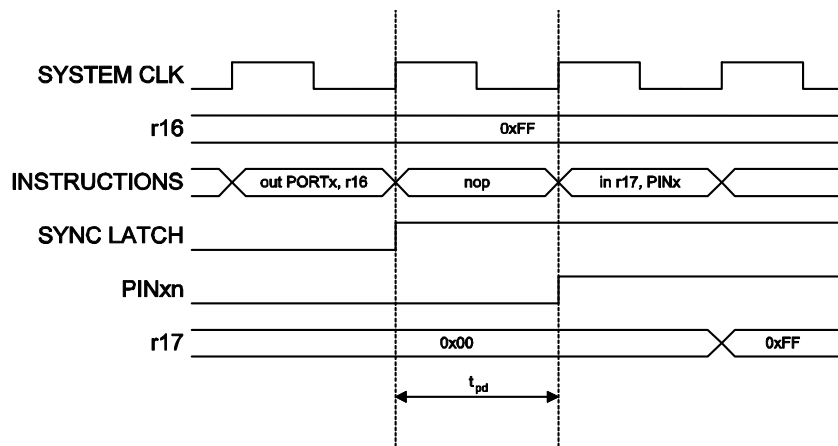 SYSTEM CLK
r16 0xFF
INSTRUCTIONS out PORTx, r16 nop in r17, PINx
SYNC LATCH
PINxn
r17 0x00 0xFF
tpd